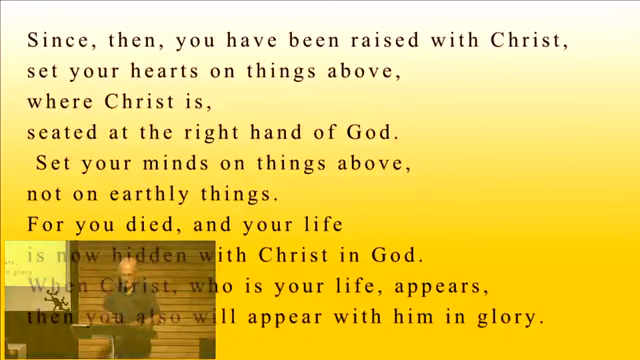 Since, then, you have been raised with Christ,
set your hearts on things above,
where Christ is,
seated at the right hand of God.
Set your minds on things above,
not on earthly things.
For you died, and your life
is now hidden with Christ in God.
When Christ, who is your life, appears,
then you also will appear with him in glory.
glory